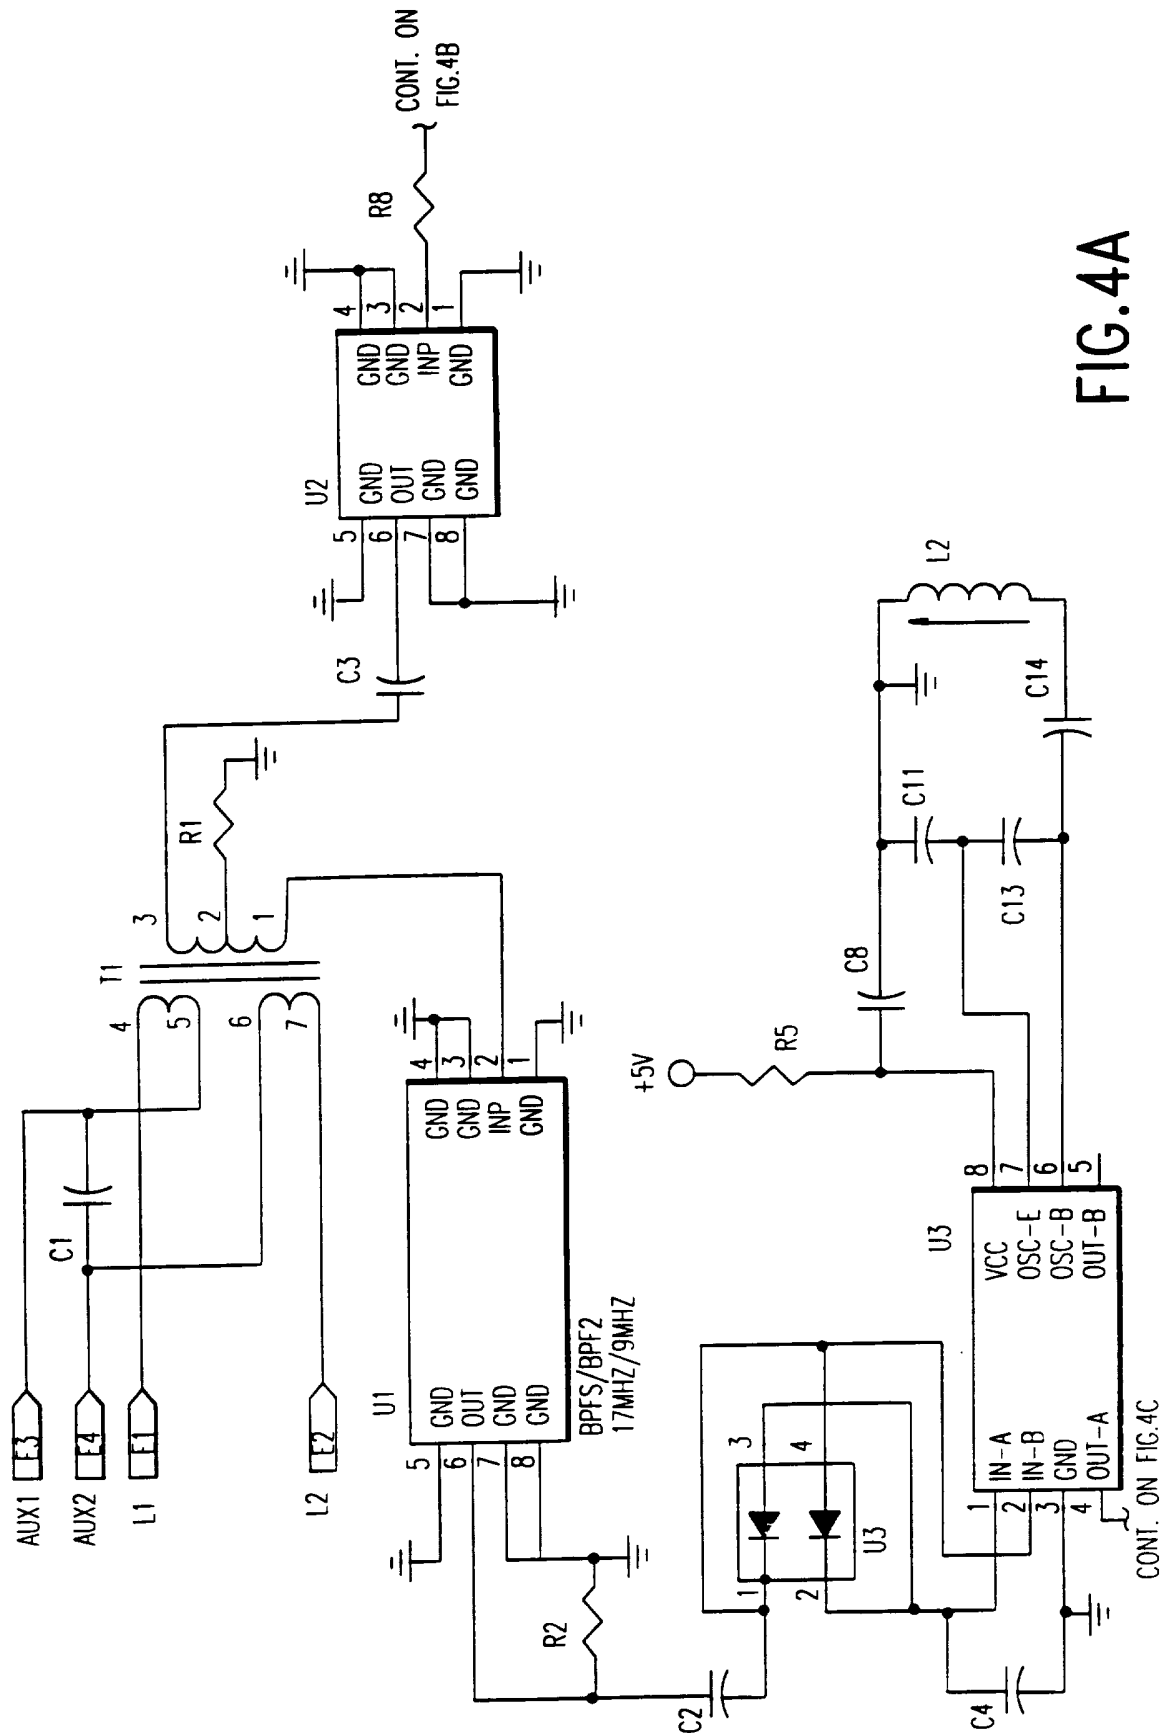 AUX1
E3
AUX2
E4
L1
E1
L2
E2
C1
T1
4
5
6
7
3
2
1
R1
C3
U2
5
6
7
8
GND
OUT
GND
GND
GND
GND
INP
GND
4
3
2
1
R8
CONT. ON
FIG.4B
U1
5
6
7
8
GND
OUT
GND
GND
GND
GND
INP
GND
4
3
2
1
BPFS/BPF2
17MHZ/9MHZ
R2
C2
1
2
3
4
U3
C4
U3
1
2
3
4
IN-A
IN-B
GND
OUT-A
VCC
OSC-E
OSC-B
OUT-B
8
7
6
5
CONT. ON FIG.4C
+5V
R5
C8
C11
C13
C14
L2
FIG.4A